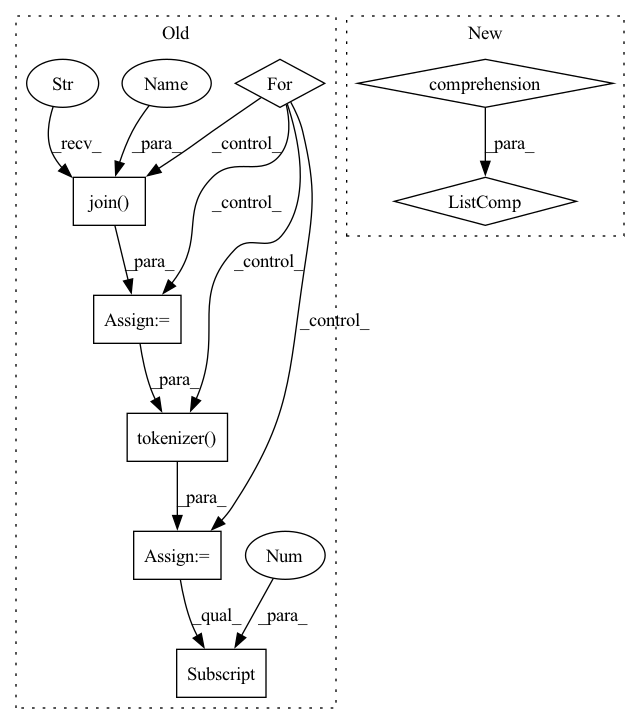 Old
New
Str
Name
For
comprehension
_recv_
_para_
_control_
_para_
join()
_control_
ListComp
_para_
_control_
Assign:=
_control_
_para_
tokenizer()
_para_
Assign:=
Num
_qual_
_para_
Subscript